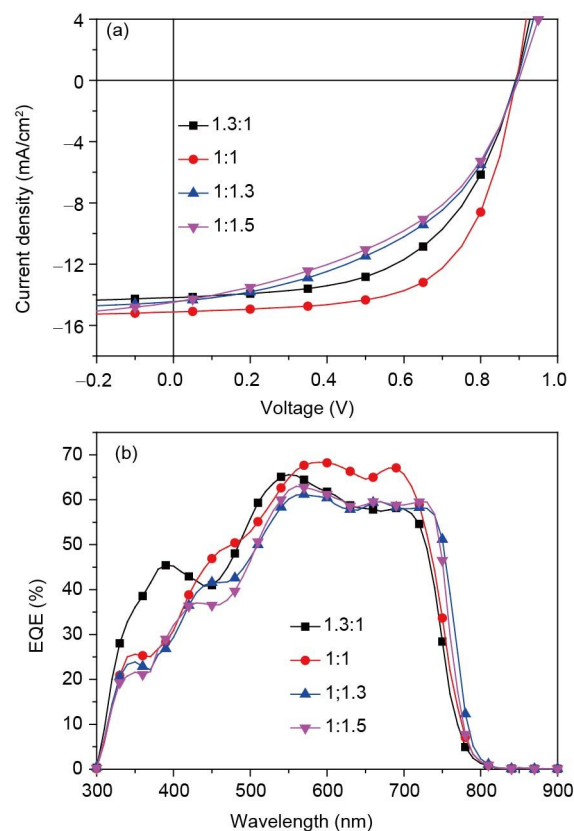 (a)
4
0
−4
−8
−12
−16
Current density (mA/cm²)
1.3:1
1:1
1:1.3
1:1.5
−0.2 0.0 0.2 0.4 0.6 0.8 1.0
Voltage (V)
(b)
70
60
50
40
30
20
10
0
EQE (%)
1.3:1
1:1
1;1.3
1:1.5
300 400 500 600 700 800 900
Wavelength (nm)